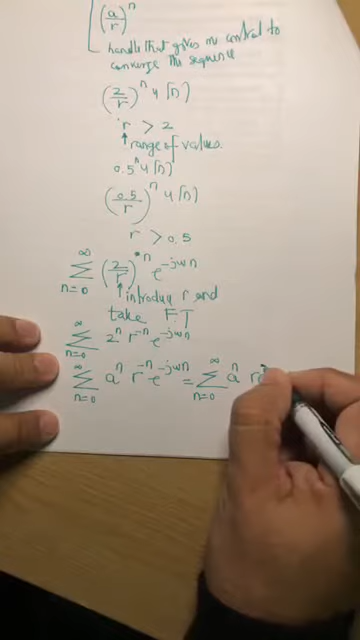 (a/r)^n
handle that gives me control to
converge the sequence
(2/r)^n u[n]
r > 2
↑ range of values.
0.5^n u[n]
(0.5/r)^n u[n]
r > 0.5
∞ Σ n=0 (2/r)^n e^-jωn
↑ introduce r and
take F.T
∞ Σ n=0 2^n r^-n e^-jωn
∞ Σ n=0 a^n r^-n e^-jωn = ∞ Σ n=0 a^n